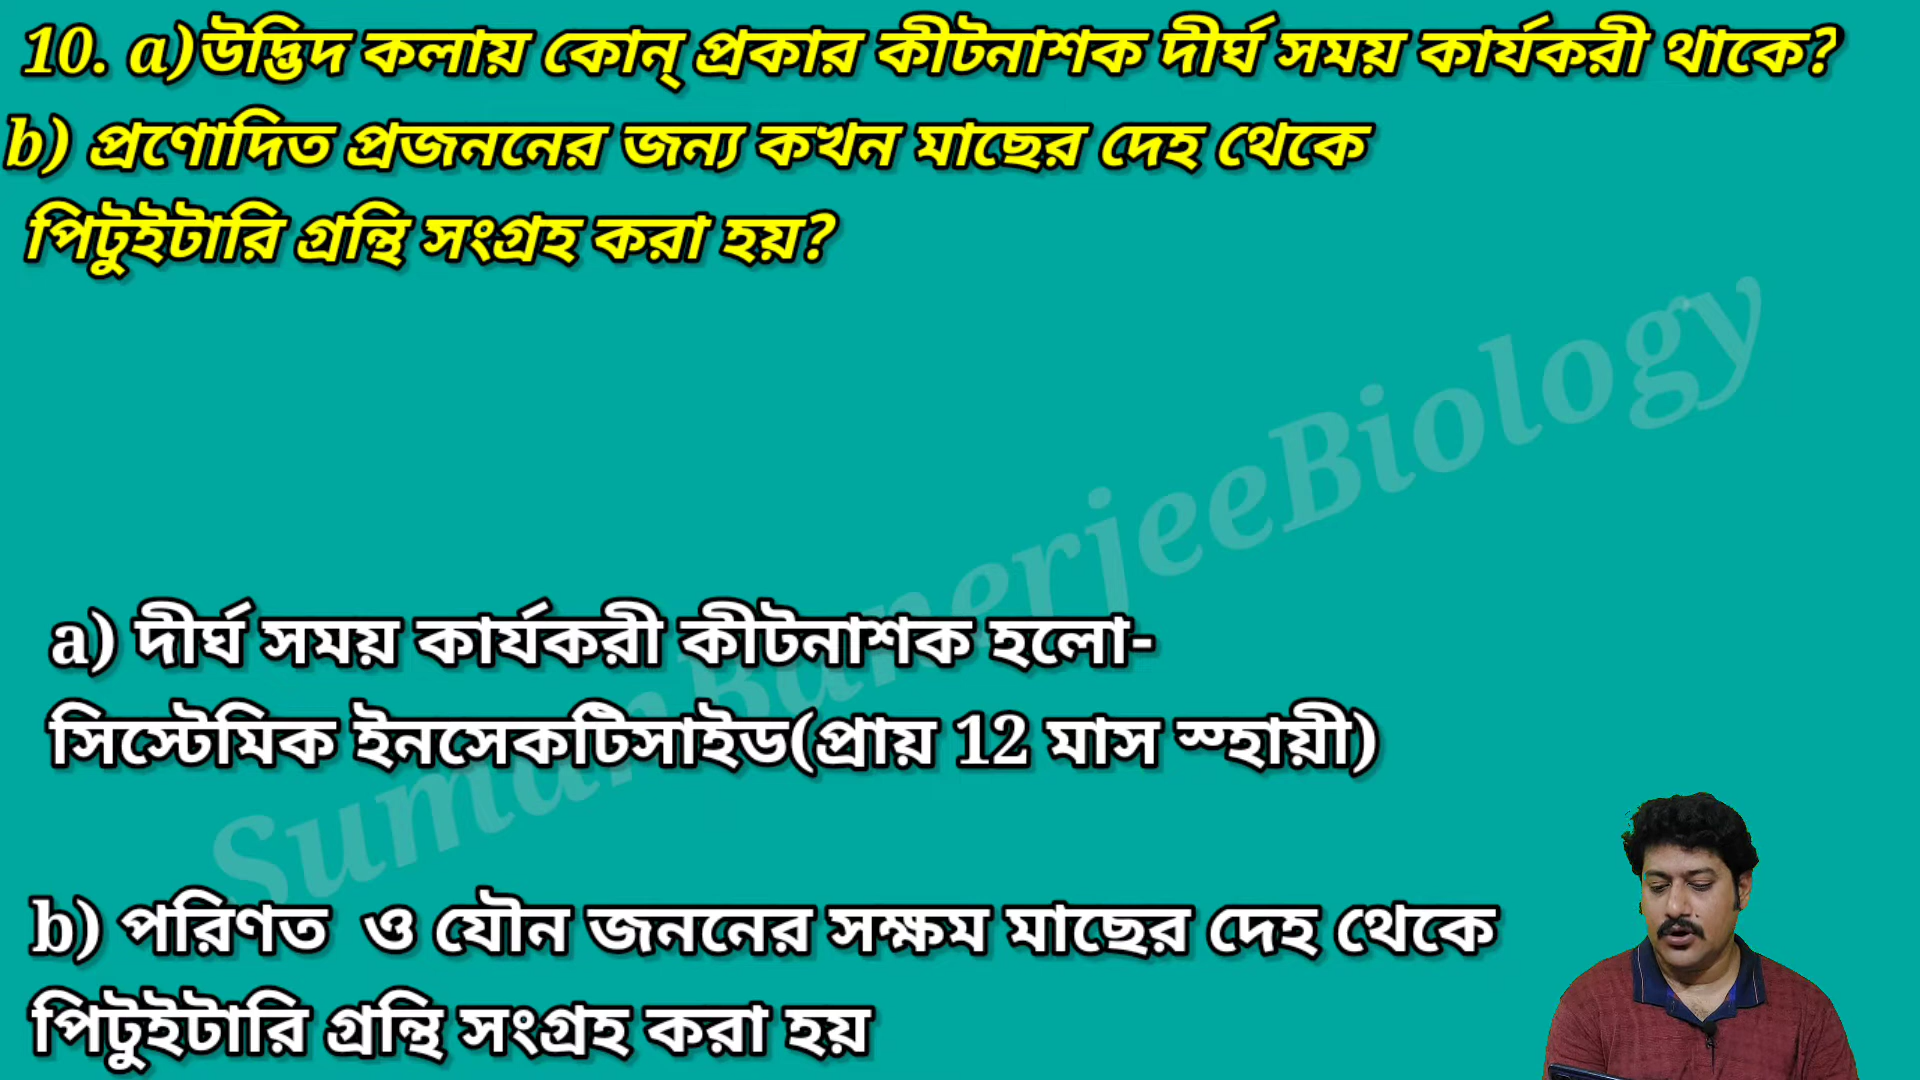 10. a)উদ্ভিদ কলায় কোন্ প্রকার কীটনাশক দীর্ঘ সময় কার্যকরী থাকে?
b) প্রণোদিত প্রজননের জন্য কখন মাছের দেহ থেকে
পিটুইটারি গ্রন্থি সংগ্রহ করা হয়?
SumanBanerjeeBiology
a) দীর্ঘ সময় কার্যকরী কীটনাশক হলো-
সিস্টেমিক ইনসেকটিসাইড(প্রায় 12 মাস স্হায়ী)
b) পরিণত ও যৌন জননের সক্ষম মাছের দেহ থেকে
পিটুইটারি গ্রন্থি সংগ্রহ করা হয়